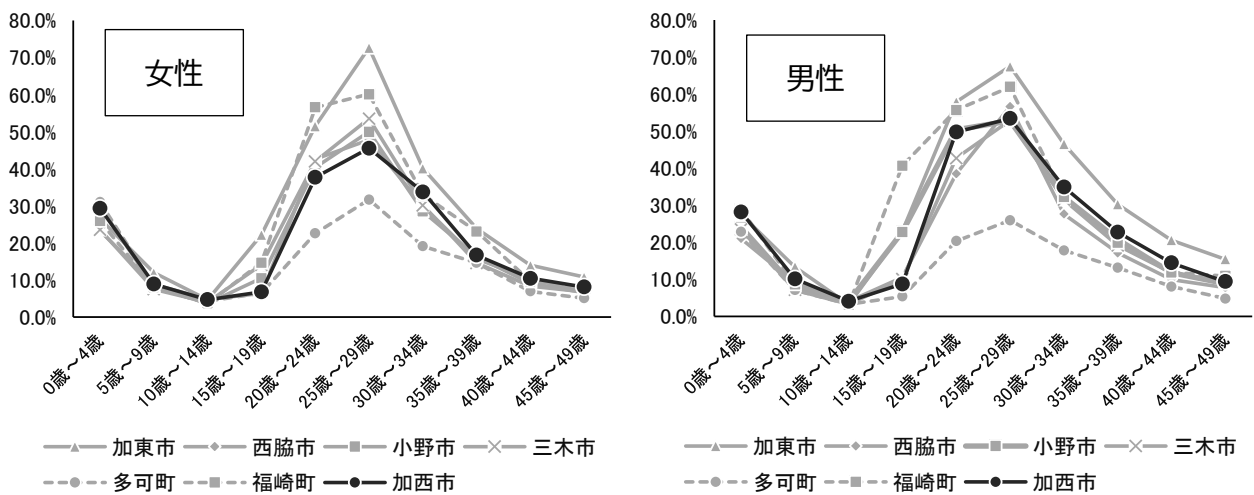 女性
80.0%
70.0%
60.0%
50.0%
40.0%
30.0%
20.0%
10.0%
0.0%
0歳～4歳
5歳～9歳
10歳～14歳
15歳～19歳
20歳～24歳
25歳～29歳
30歳～34歳
35歳～39歳
40歳～44歳
45歳～49歳
加東市 西脇市 小野市 三木市
多可町 福崎町 加西市
男性
80.0%
70.0%
60.0%
50.0%
40.0%
30.0%
20.0%
10.0%
0.0%
0歳～4歳
5歳～9歳
10歳～14歳
15歳～19歳
20歳～24歳
25歳～29歳
30歳～34歳
35歳～39歳
40歳～44歳
45歳～49歳
加東市 西脇市 小野市 三木市
多可町 福崎町 加西市